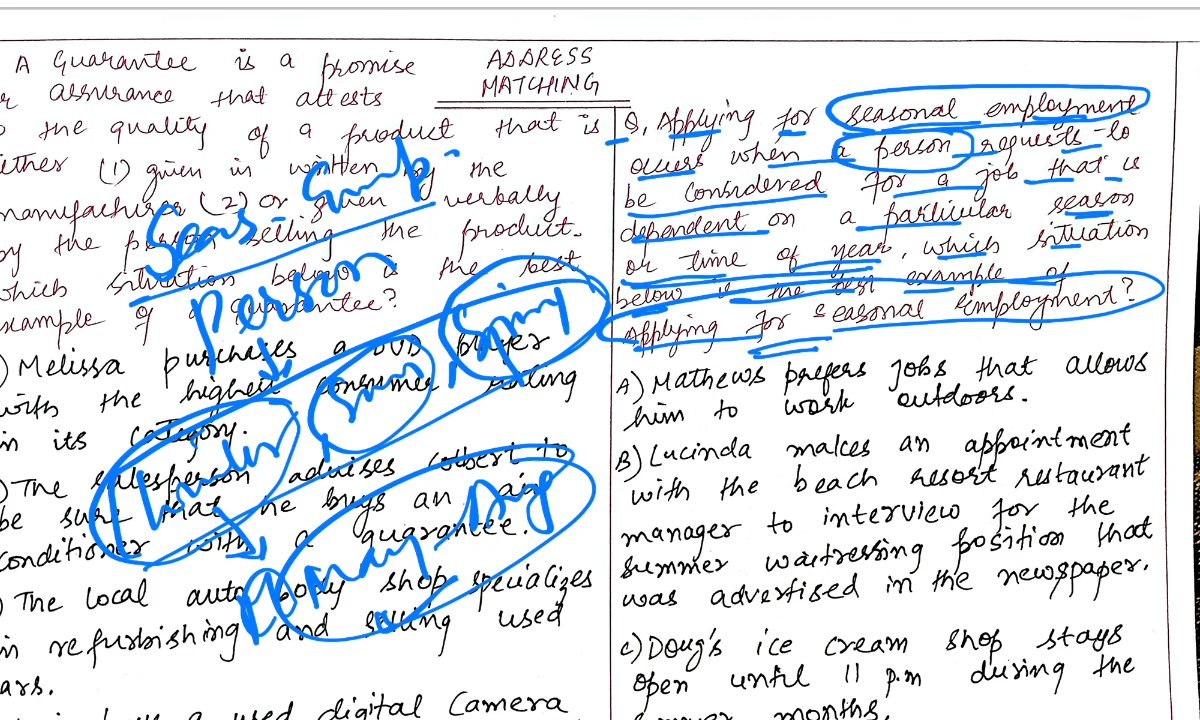 A Guarantee is a promise
assurance that attests
the quality of a product that is
ither (1) given in written by the
manufacturer (2) or given verbally
by the person selling the product.
which situation below is the best
example of a guarantee?
) Melissa purchases a DVD player
with the highest consumer rating
in its category.
) The salesperson advises to
be sure that he buys an air
conditioner with a guarantee.
) The local auto body shop specializes
in refurbishing and selling used
ars.
used digital camera
ADDRESS
MATCHING
Q. Applying for seasonal employment
occurs when a person requests to
be considered for a job that is
dependent on a particular season
or time of year, which situation
below is the best example of
applying for seasonal employment?
A) Mathews prefers jobs that allows
him to work outdoors.
B) Lucinda makes an appointment
with the beach resort restaurant
manager to interview for the
summer waitressing position that
was advertised in the newspaper.
c) Doug's ice cream shop stays
open until 11 p.m during the
summer months.
Seas
Person